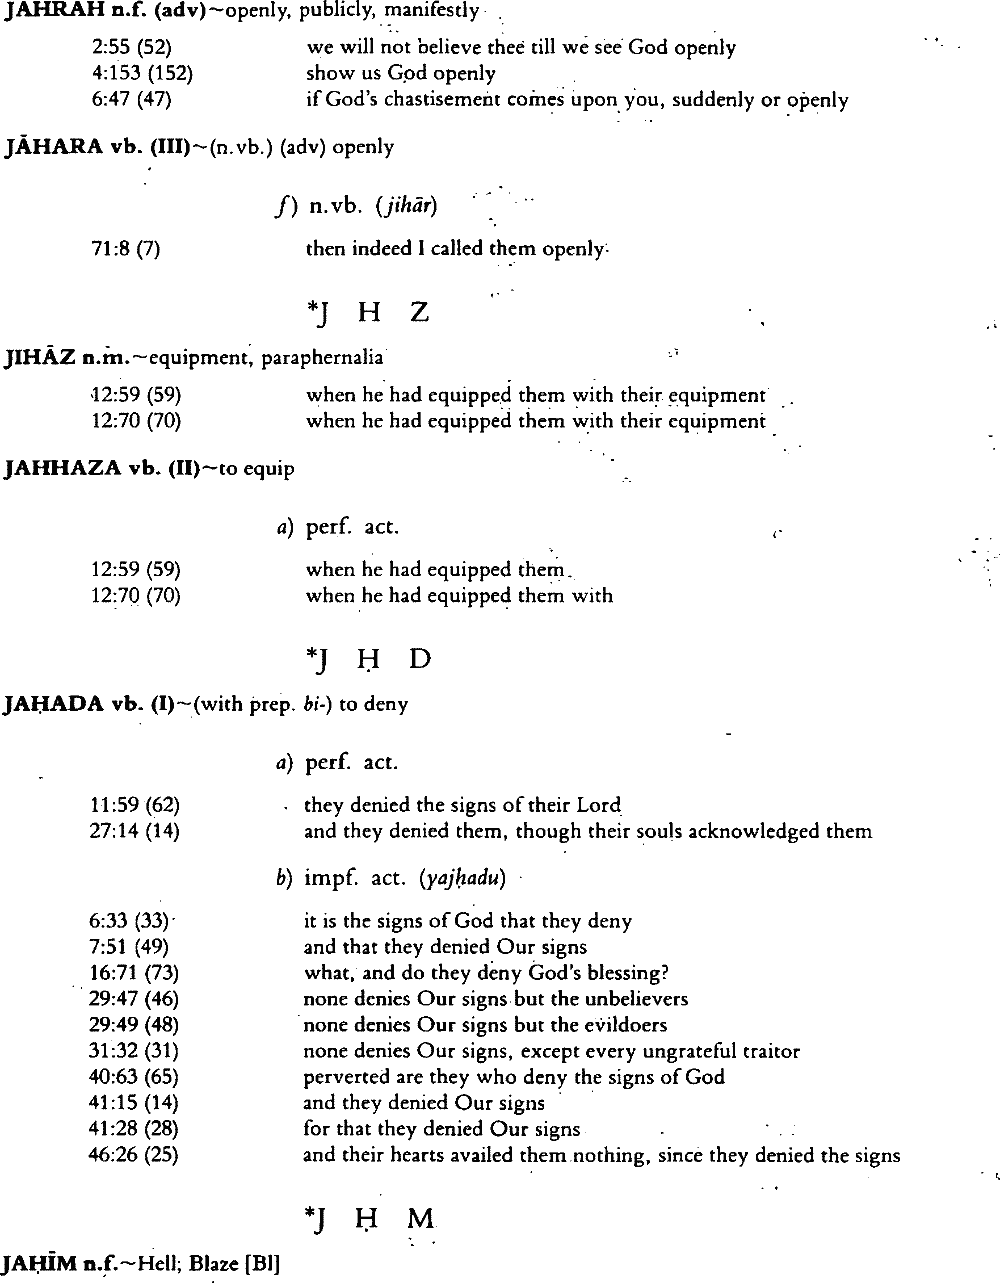 JAHRAH n.f. (adv)~openly, publicly, manifestly
2:55 (52) we will not believe thee till we see God openly
4:153 (152) show us God openly
6:47 (47) if God's chastisement comes upon you, suddenly or openly
JĀHARA vb. (III)~(n.vb.) (adv) openly
f) n.vb. (jihār)
71:8 (7) then indeed I called them openly
*J H Z
JIHĀZ n.m.~equipment, paraphernalia
12:59 (59) when he had equipped them with their equipment
12:70 (70) when he had equipped them with their equipment
JAHHAZA vb. (II)~to equip
a) perf. act.
12:59 (59) when he had equipped them
12:70 (70) when he had equipped them with
*J Ḥ D
JAḤADA vb. (I)~(with prep. bi-) to deny
a) perf. act.
11:59 (62) they denied the signs of their Lord
27:14 (14) and they denied them, though their souls acknowledged them
b) impf. act. (yajḥadu)
6:33 (33) it is the signs of God that they deny
7:51 (49) and that they denied Our signs
16:71 (73) what, and do they deny God's blessing?
29:47 (46) none denies Our signs but the unbelievers
29:49 (48) none denies Our signs but the evildoers
31:32 (31) none denies Our signs, except every ungrateful traitor
40:63 (65) perverted are they who deny the signs of God
41:15 (14) and they denied Our signs
41:28 (28) for that they denied Our signs
46:26 (25) and their hearts availed them nothing, since they denied the signs
*J Ḥ M
JAḤĪM n.f.~Hell; Blaze [Bl]